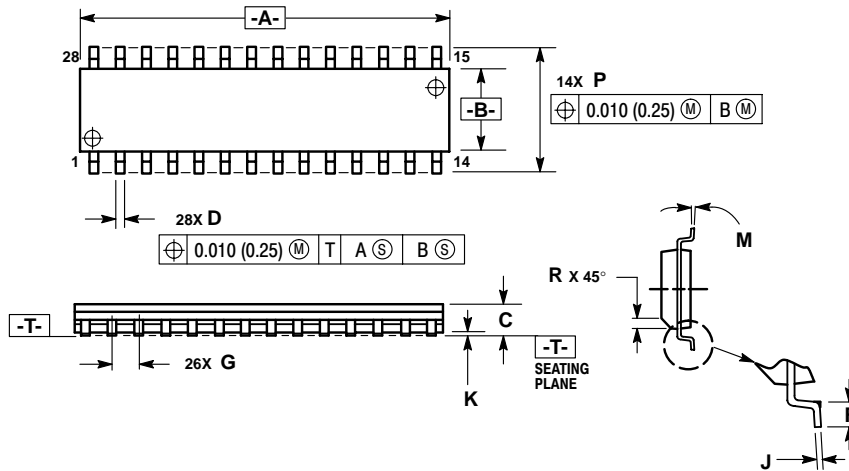 -A-
28
15
-B-
14X P
⌖ 0.010 (0.25) Ⓜ B Ⓜ
1
14
28X D
⌖ 0.010 (0.25) Ⓜ T A Ⓢ B Ⓢ
M
R X 45°
-T-
C
26X G
K
-T-
SEATING
PLANE
J